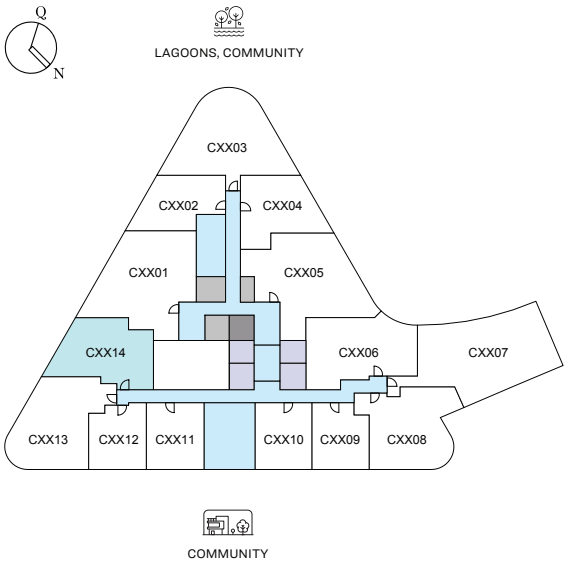 Q
N
LAGOONS, COMMUNITY
CXX03
CXX02
CXX04
CXX01
CXX05
CXX14
CXX06
CXX07
CXX13
CXX12
CXX11
CXX10
CXX09
CXX08
COMMUNITY